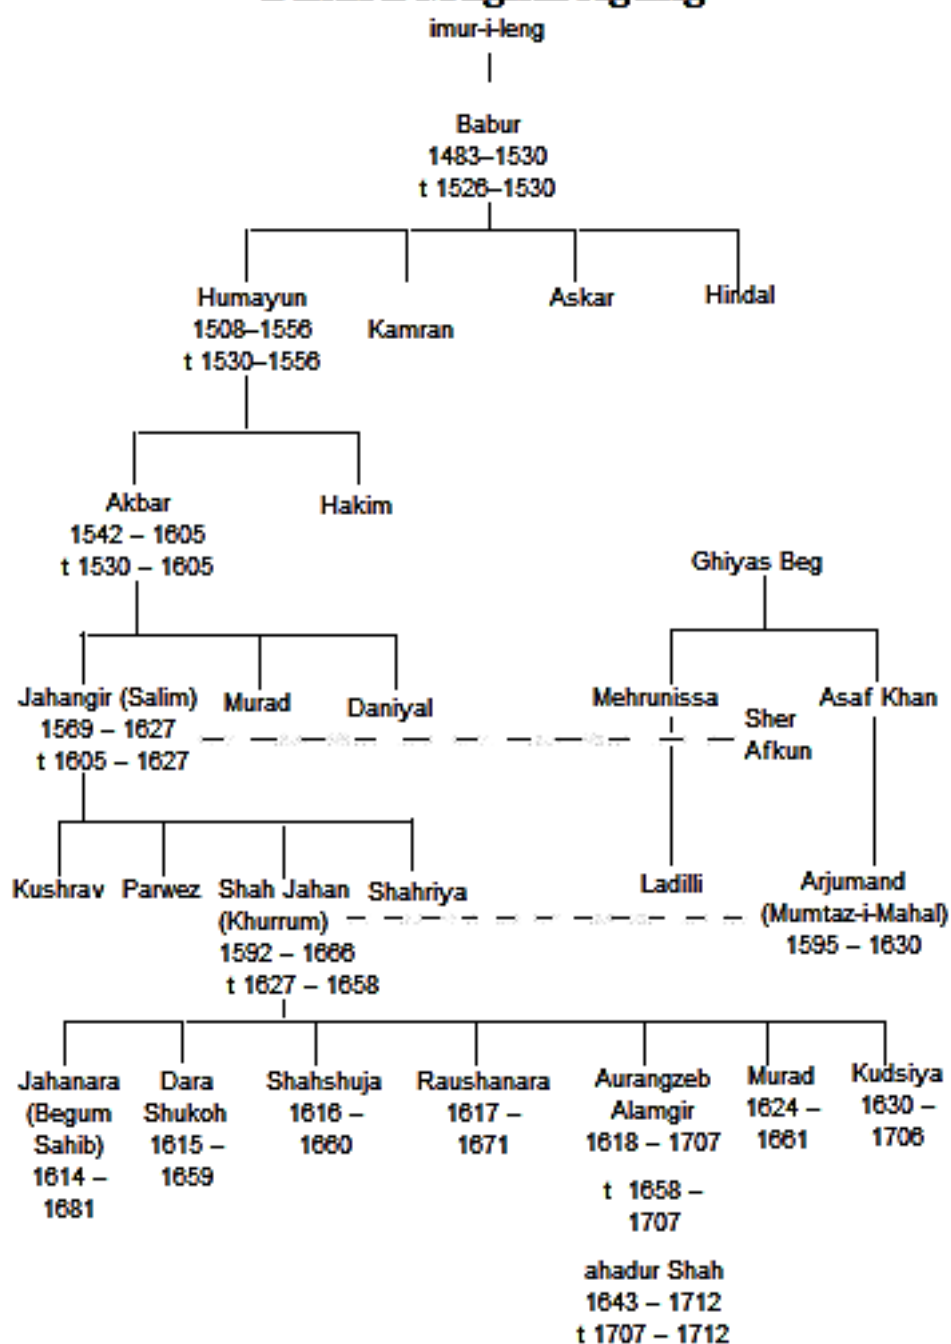 imur-i-leng
Babur
1483–1530
t 1526–1530
Humayun
1508–1556
t 1530–1556
Kamran
Askar
Hindal
Akbar
1542 – 1605
t 1530 – 1605
Hakim
Ghiyas Beg
Jahangir (Salim)
1569 – 1627
t 1605 – 1627
Murad
Daniyal
Mehrunissa
Sher
Afkun
Asaf Khan
Kushrav
Parwez
Shah Jahan
(Khurrum)
1592 – 1666
t 1627 – 1658
Shahriya
Ladilli
Arjumand
(Mumtaz-i-Mahal)
1595 – 1630
Jahanara
(Begum
Sahib)
1614 –
1681
Dara
Shukoh
1615 –
1659
Shahshuja
1616 –
1660
Raushanara
1617 –
1671
Aurangzeb
Alamgir
1618 – 1707
t 1658 –
1707
Murad
1624 –
1661
Kudsiya
1630 –
1706
ahadur Shah
1643 – 1712
t 1707 – 1712